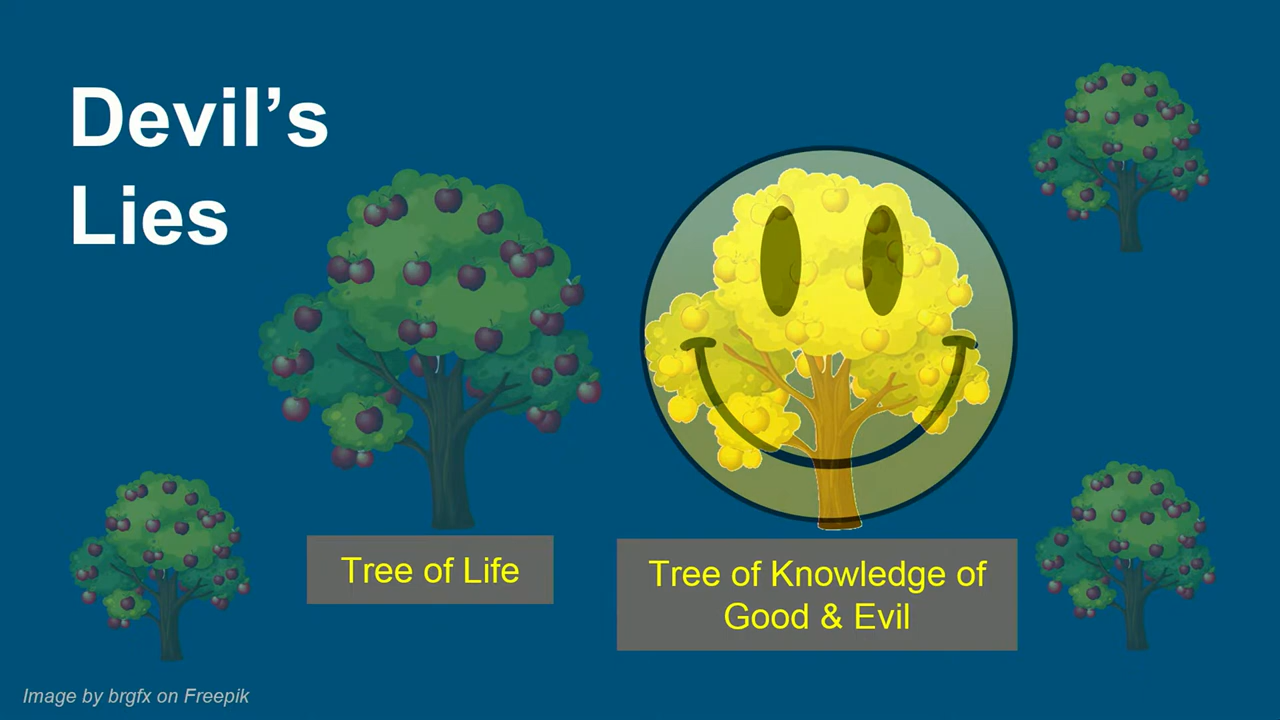 Devil’s
Lies
Tree of Life
Tree of Knowledge of
Good & Evil
Image by brgfx on Freepik